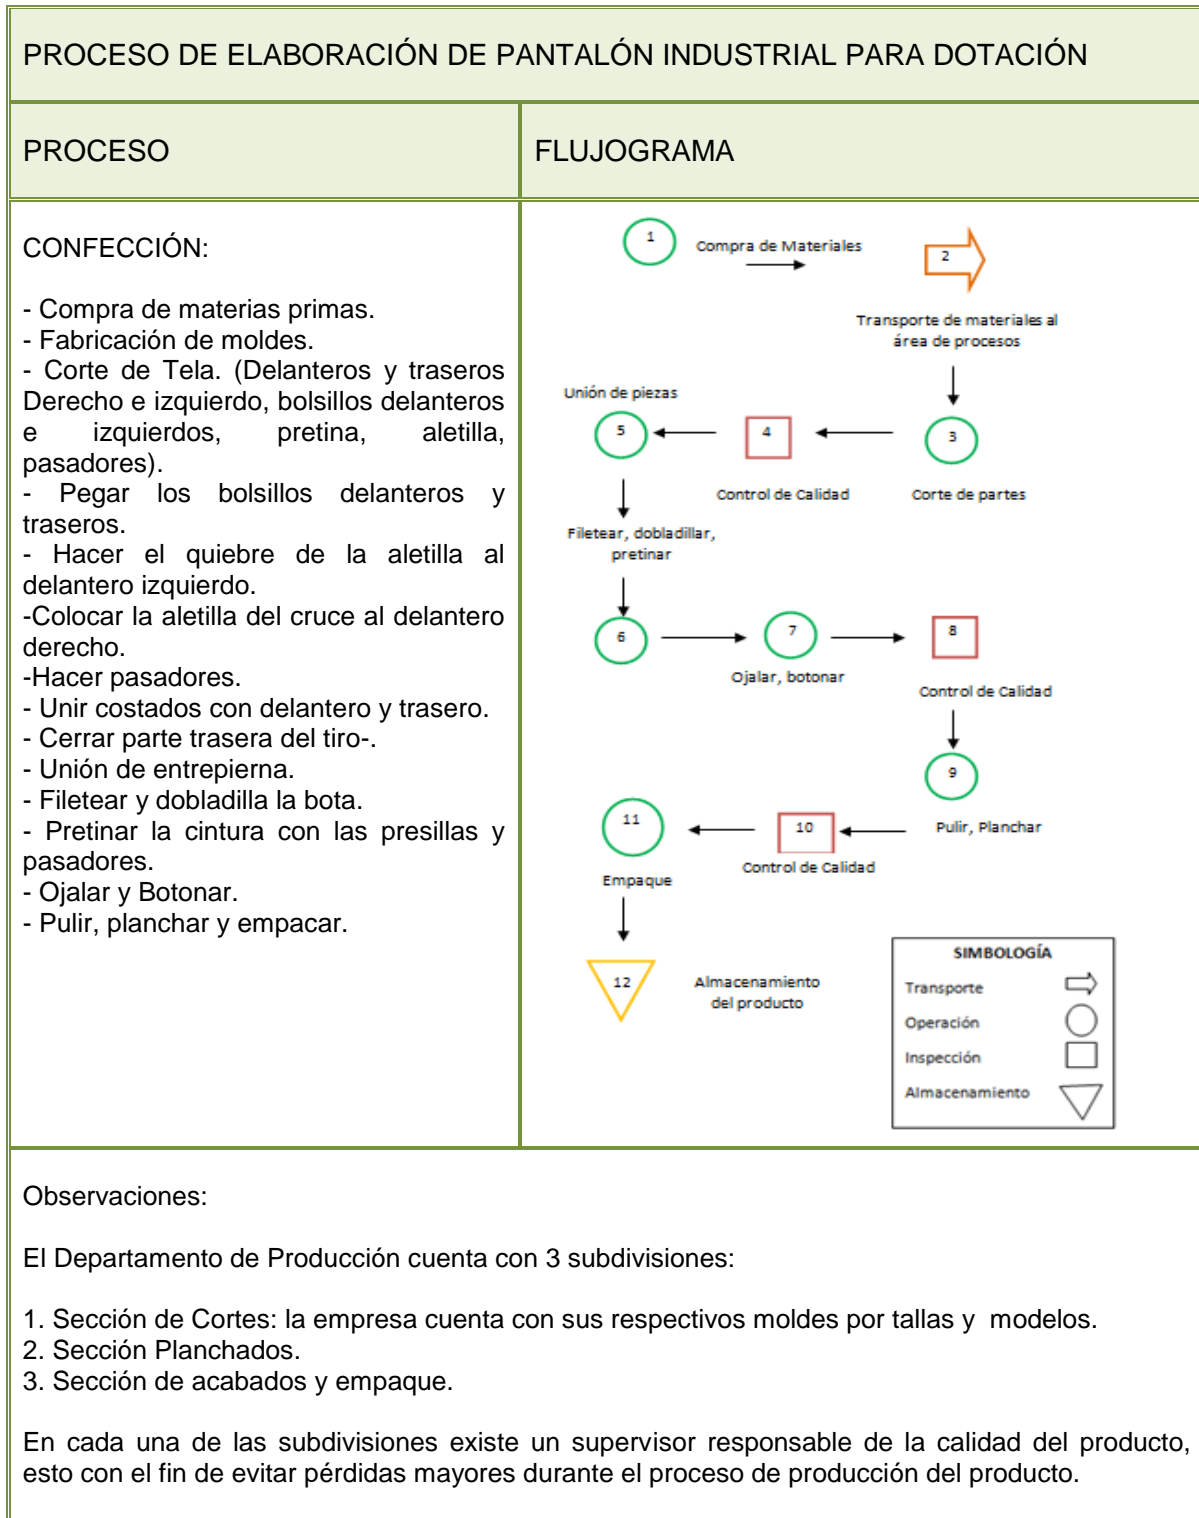 PROCESO DE ELABORACIÓN DE PANTALÓN INDUSTRIAL PARA DOTACIÓN
PROCESO
FLUJOGRAMA
CONFECCIÓN:
- Compra de materias primas.
- Fabricación de moldes.
- Corte de Tela. (Delanteros y traseros
Derecho e izquierdo, bolsillos delanteros
e izquierdos, pretina, aletilla,
pasadores).
- Pegar los bolsillos delanteros y
traseros.
- Hacer el quiebre de la aletilla al
delantero izquierdo.
-Colocar la aletilla del cruce al delantero
derecho.
-Hacer pasadores.
- Unir costados con delantero y trasero.
- Cerrar parte trasera del tiro-.
- Unión de entrepierna.
- Filetear y dobladilla la bota.
- Pretinar la cintura con las presillas y
pasadores.
- Ojalar y Botonar.
- Pulir, planchar y empacar.
1
Compra de Materiales
2
Transporte de materiales al
área de procesos
Unión de piezas
5
4
3
Control de Calidad
Corte de partes
Filetear, dobladillar,
pretinar
6
7
8
Ojalar, botonar
Control de Calidad
9
11
10
Pulir, Planchar
Control de Calidad
Empaque
12
Almacenamiento
del producto
SIMBOLOGÍA
Transporte
Operación
Inspección
Almacenamiento
Observaciones:
El Departamento de Producción cuenta con 3 subdivisiones:
1. Sección de Cortes: la empresa cuenta con sus respectivos moldes por tallas y modelos.
2. Sección Planchados.
3. Sección de acabados y empaque.
En cada una de las subdivisiones existe un supervisor responsable de la calidad del producto,
esto con el fin de evitar pérdidas mayores durante el proceso de producción del producto.